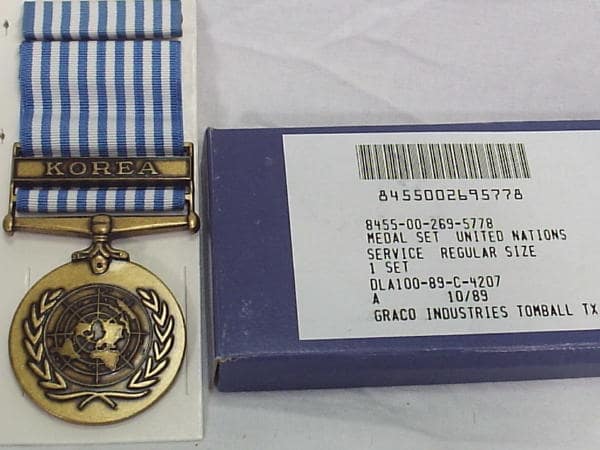 KOREA
8455002695778
8455-00-269-5778
MEDAL SET UNITED NATIONS
SERVICE REGULAR SIZE
1 SET
DLA100-89-C-4207
A 10/89
GRACO INDUSTRIES TOMBALL TX